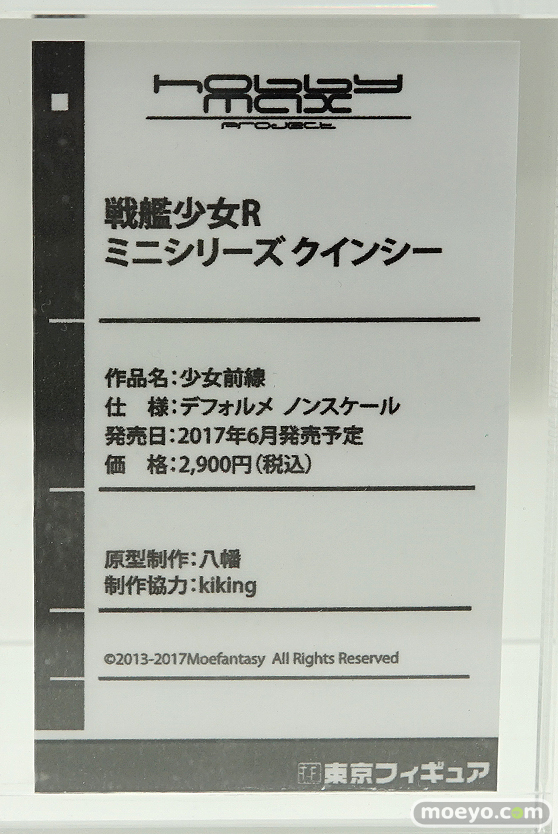 hobby
max
PROJECT
戦艦少女R
ミニシリーズ クインシー
作品名：少女前線
仕　様：デフォルメ ノンスケール
発売日：2017年6月発売予定
価　格：2,900円（税込）
原型制作：八幡
制作協力：kiking
©2013-2017Moefantasy All Rights Reserved
東京フィギュア
moeyo.com